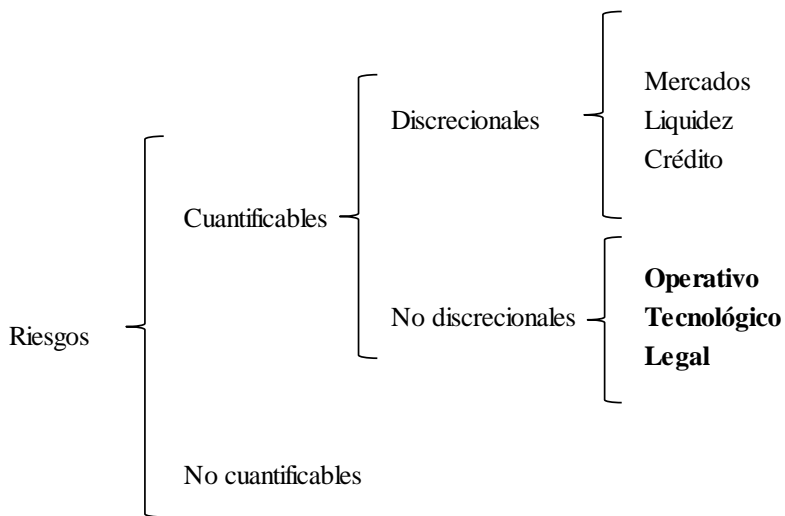 Riesgos
Cuantificables
Discrecionales
Mercados
Liquidez
Crédito
No discrecionales
Operativo
Tecnológico
Legal
No cuantificables